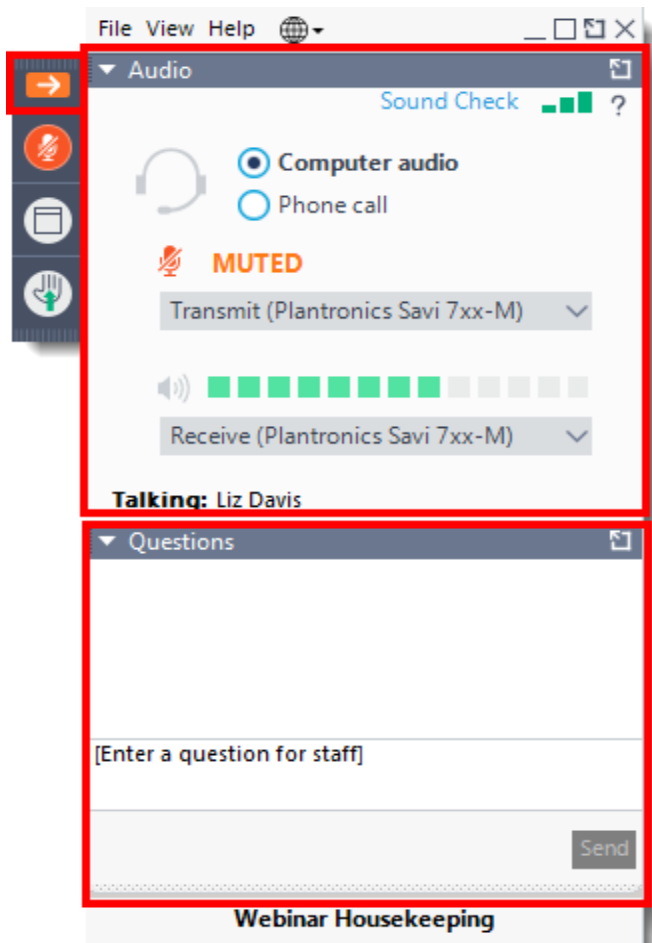 File View Help
Audio
Sound Check ?
Computer audio
Phone call
MUTED
Transmit (Plantronics Savi 7xx-M)
Receive (Plantronics Savi 7xx-M)
Talking: Liz Davis
Questions
[Enter a question for staff]
Send
Webinar Housekeeping